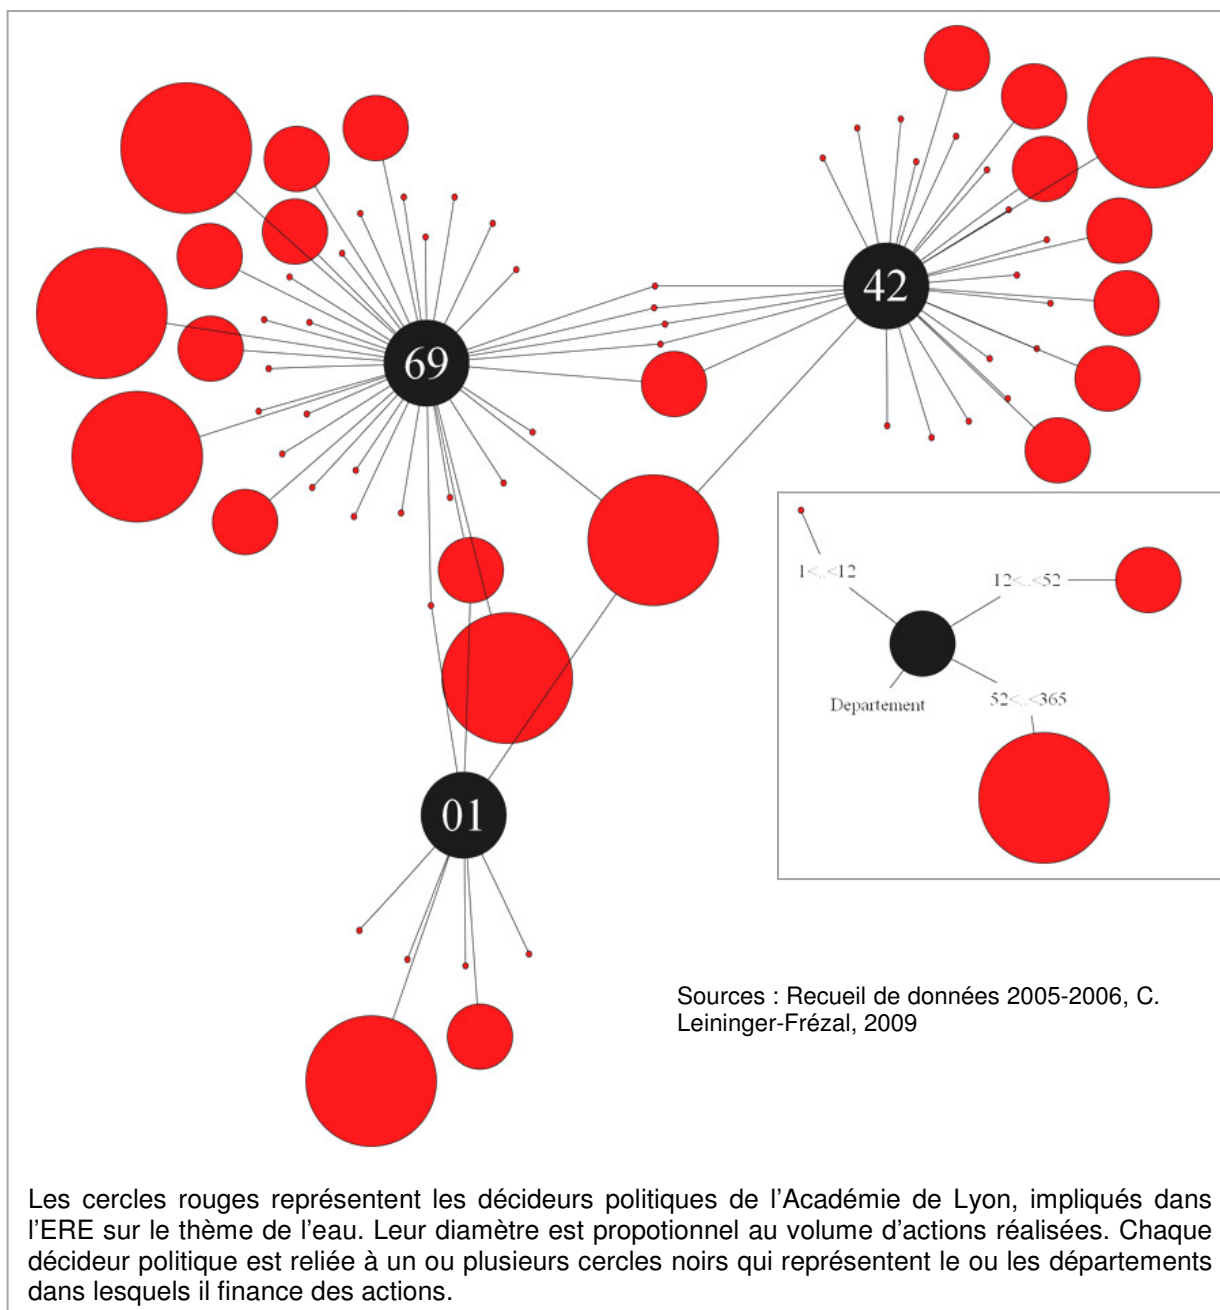 69
42
1<..<12
12<..<52
Departement
52<..<365
01
Sources : Recueil de données 2005-2006, C.
Leininger-Frézal, 2009
Les cercles rouges représentent les décideurs politiques de l'Académie de Lyon, impliqués dans
l'ERE sur le thème de l'eau. Leur diamètre est propotionnel au volume d'actions réalisées. Chaque
décideur politique est reliée à un ou plusieurs cercles noirs qui représentent le ou les départements
dans lesquels il finance des actions.